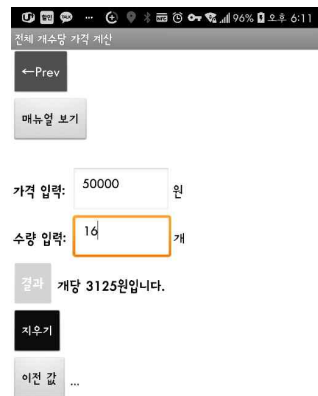 96% 오후 6:11
전체 개수당 가격 계산
←Prev
매뉴얼 보기
가격 입력: 50000 원
수량 입력: 16 개
결과 개당 3125원입니다.
지우기
이전 값 ...